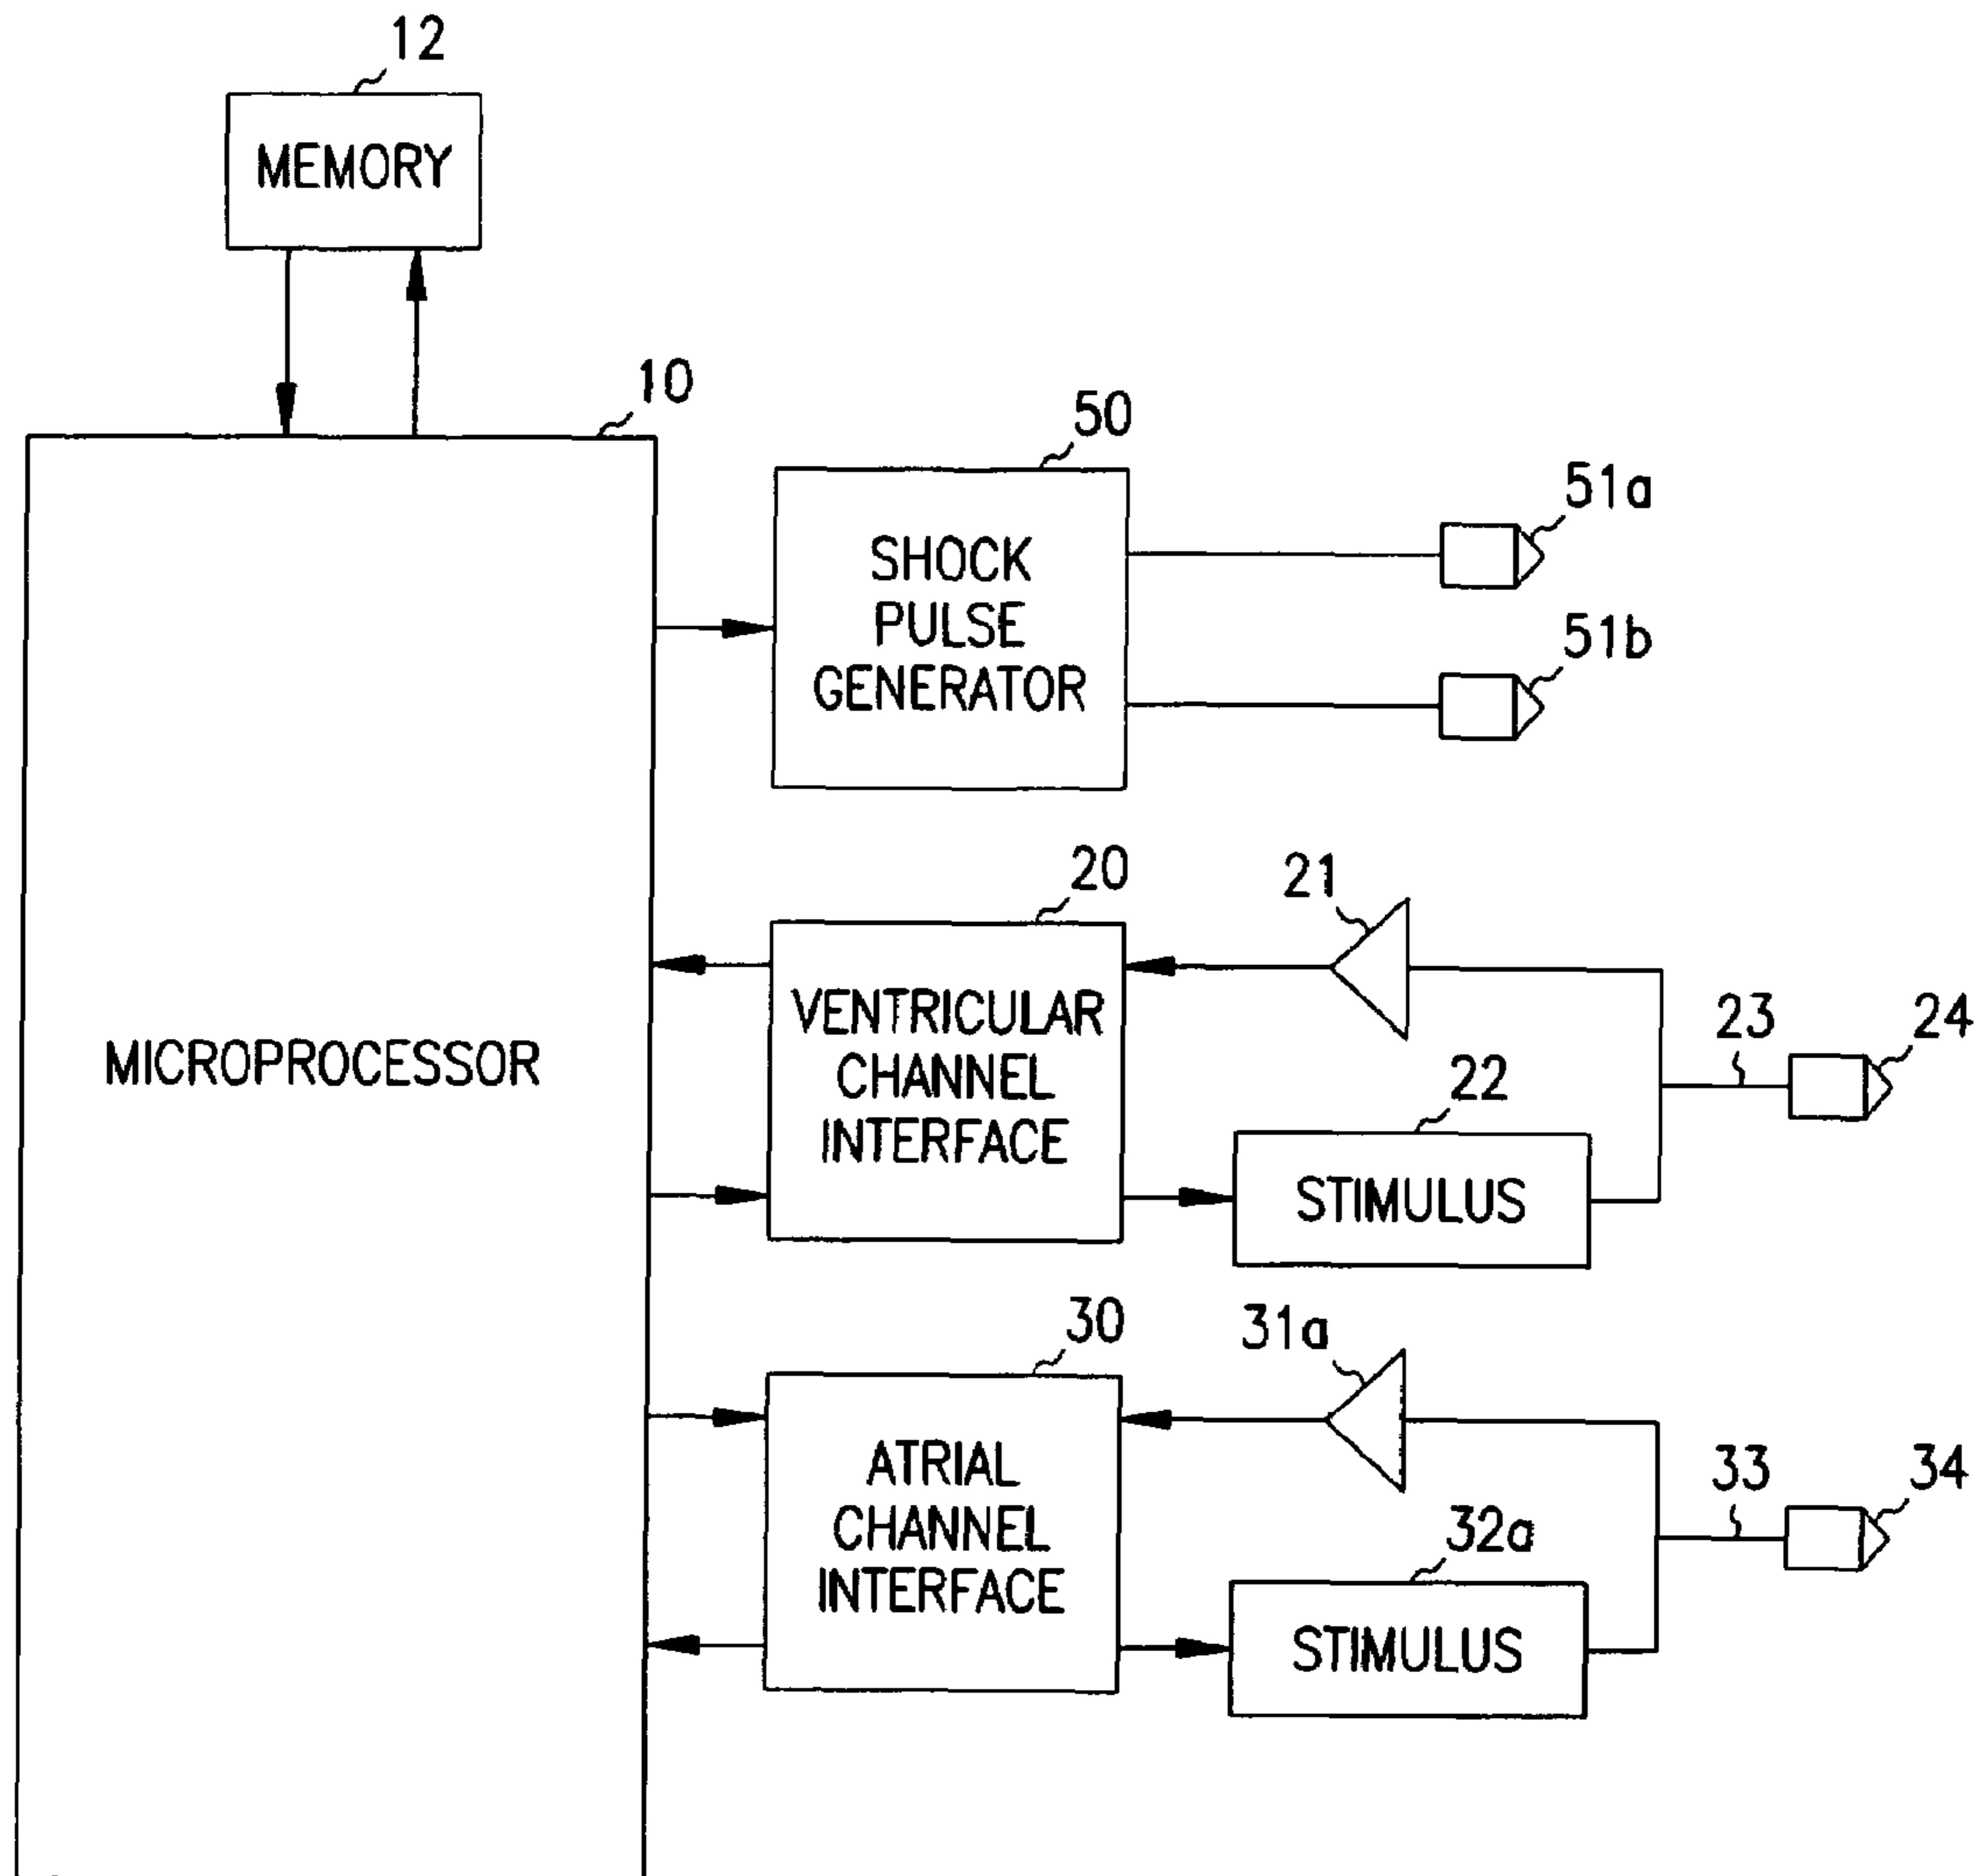 12
MEMORY
10
50
51a
SHOCK
PULSE
GENERATOR
51b
20
21
VENTRICULAR
CHANNEL
INTERFACE
23
24
22
STIMULUS
MICROPROCESSOR
30
31a
ATRIAL
CHANNEL
INTERFACE
33
34
32a
STIMULUS